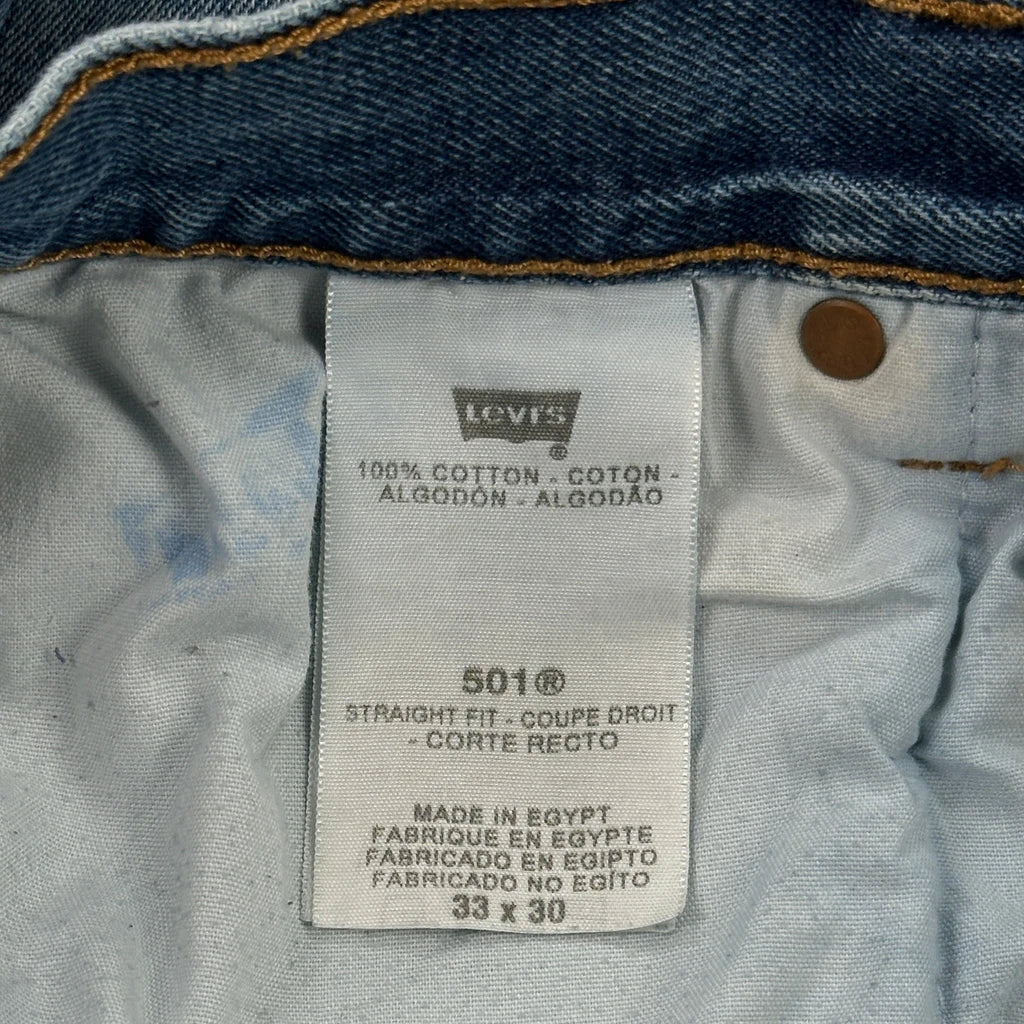 Levi's
®
100% COTTON - COTON -
ALGODÓN - ALGODÃO
501®
STRAIGHT FIT - COUPE DROIT
- CORTE RECTO
MADE IN EGYPT
FABRIQUE EN EGYPTE
FABRICADO EN EGIPTO
FABRICADO NO EGÍTO
33 x 30